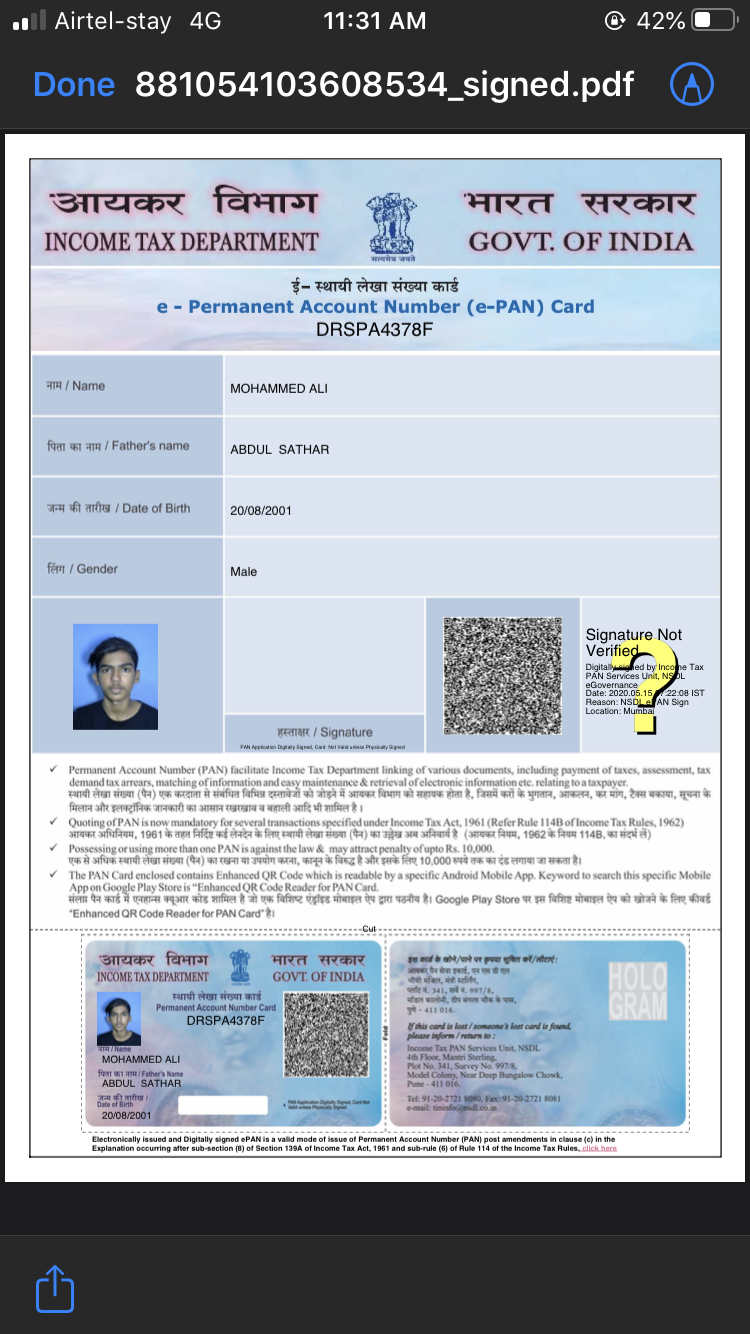 Airtel-stay 4G 11:31 AM 42%
Done 881054103608534_signed.pdf
आयकर विभाग भारत सरकार
INCOME TAX DEPARTMENT GOVT. OF INDIA
सत्यमेव जयते
ई- स्थायी लेखा संख्या कार्ड
e - Permanent Account Number (e-PAN) Card
DRSPA4378F
नाम / Name MOHAMMED ALI
पिता का नाम / Father's name ABDUL SATHAR
जन्म की तारीख / Date of Birth 20/08/2001
लिंग / Gender Male
हस्ताक्षर / Signature
PAN Application Digitally Signed, Card Not Valid unless Physically Signed
Signature Not
Verified
Digitally signed by Income Tax
PAN Services Unit, NSDL
eGovernance
Date: 2020.05.15 17:22:08 IST
Reason: NSDL ePAN Sign
Location: Mumbai
✓ Permanent Account Number (PAN) facilitate Income Tax Department linking of various documents, including payment of taxes, assessment, tax
demand tax arrears, matching of information and easy maintenance & retrieval of electronic information etc. relating to a taxpayer.
स्थायी लेखा संख्या (पैन) एक करदाता से संबंधित विभिन्न दस्तावेजों को जोड़ने में आयकर विभाग को सहायक होता है, जिसमें करों के भुगतान, आकलन, कर मांग, टैक्स बकाया, सूचना के
मिलान और इलक्ट्रॉनिक जानकारी का आसान रखरखाव व बहाली आदि भी शामिल है।
✓ Quoting of PAN is now mandatory for several transactions specified under Income Tax Act, 1961 (Refer Rule 114B of Income Tax Rules, 1962)
आयकर अधिनियम, 1961 के तहत निर्दिष्ट कई लेनदेन के लिए स्थायी लेखा संख्या (पैन) का उल्लेख अब अनिवार्य है (आयकर नियम, 1962 के नियम 114B, का संदर्भ लें)
✓ Possessing or using more than one PAN is against the law & may attract penalty of upto Rs. 10,000.
एक से अधिक स्थायी लेखा संख्या (पैन) का रखना या उपयोग करना, कानून के विरुद्ध है और इसके लिए 10,000 रुपये तक का दंड लगाया जा सकता है।
✓ The PAN Card enclosed contains Enhanced QR Code which is readable by a specific Android Mobile App. Keyword to search this specific Mobile
App on Google Play Store is "Enhanced QR Code Reader for PAN Card.
संलग्न पैन कार्ड में एनहान्स क्यूआर कोड शामिल है जो एक विशिष्ट एंड्रॉइड मोबाइल ऐप द्वारा पठनीय है। Google Play Store पर इस विशिष्ट मोबाइल ऐप को खोजने के लिए कीवर्ड
"Enhanced QR Code Reader for PAN Card" है।
Cut
आयकर विभाग भारत सरकार
INCOME TAX DEPARTMENT GOVT. OF INDIA
स्थायी लेखा संख्या कार्ड
Permanent Account Number Card
DRSPA4378F
नाम / Name
MOHAMMED ALI
पिता का नाम / Father's Name
ABDUL SATHAR
जन्म की तारीख /
Date of Birth
20/08/2001
PAN Application Digitally Signed, Card Not
Valid unless Physically Signed
Fold
इस कार्ड के खोने/पाने पर कृपया सूचित करें/लौटाएं:
आयकर पैन सेवा इकाई, एन एस डी एल
चौथी मंजिल, मंत्री स्टर्लिंग,
प्लॉट नं. 341, सर्वे नं. 997/8,
मॉडल कालोनी, दीप बंगला चौक के पास,
पुणे - 411 016.
If this card is lost / someone's lost card is found,
please inform / return to :
Income Tax PAN Services Unit, NSDL
4th Floor, Mantri Sterling,
Plot No. 341, Survey No. 997/8,
Model Colony, Near Deep Bungalow Chowk,
Pune - 411 016.
Tel: 91-20-2721 8080, Fax: 91-20-2721 8081
e-mail: tininfo@nsdl.co.in
HOLO
GRAM
Electronically issued and Digitally signed ePAN is a valid mode of issue of Permanent Account Number (PAN) post amendments in clause (c) in the
Explanation occurring after sub-section (8) of Section 139A of Income Tax Act, 1961 and sub-rule (6) of Rule 114 of the Income Tax Rules, click here